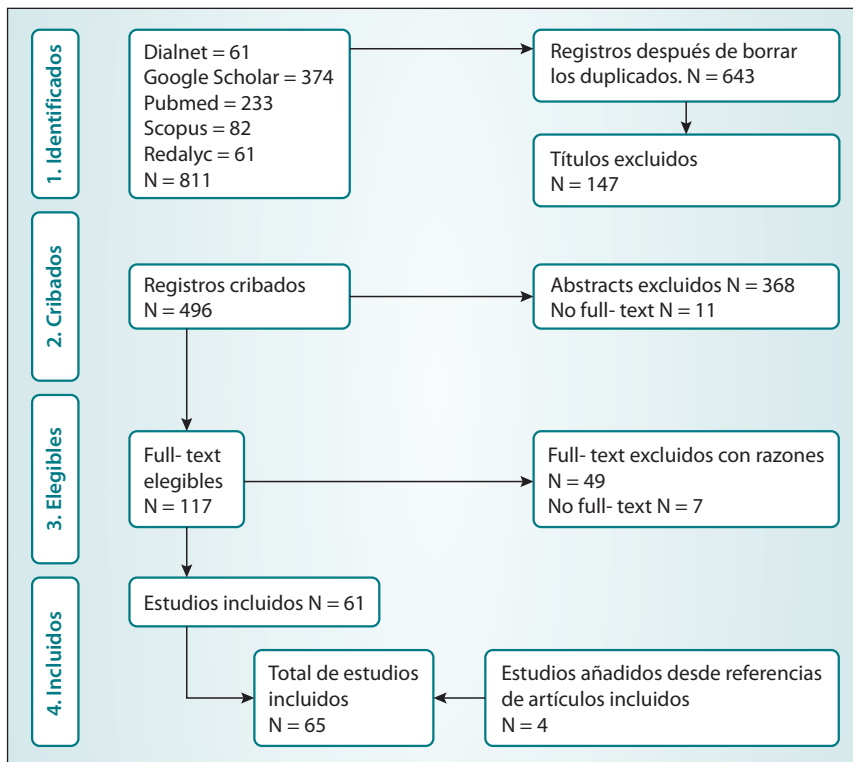 1. Identificados
Dialnet = 61
Google Scholar = 374
Pubmed = 233
Scopus = 82
Redalyc = 61
N = 811
Registros después de borrar
los duplicados. N = 643
Títulos excluidos
N = 147
2. Cribados
Registros cribados
N = 496
Abstracts excluidos N = 368
No full- text N = 11
3. Elegibles
Full- text
elegibles
N = 117
Full- text excluidos con razones
N = 49
No full- text N = 7
4. Incluidos
Estudios incluidos N = 61
Total de estudios
incluidos
N = 65
Estudios añadidos desde referencias
de artículos incluidos
N = 4